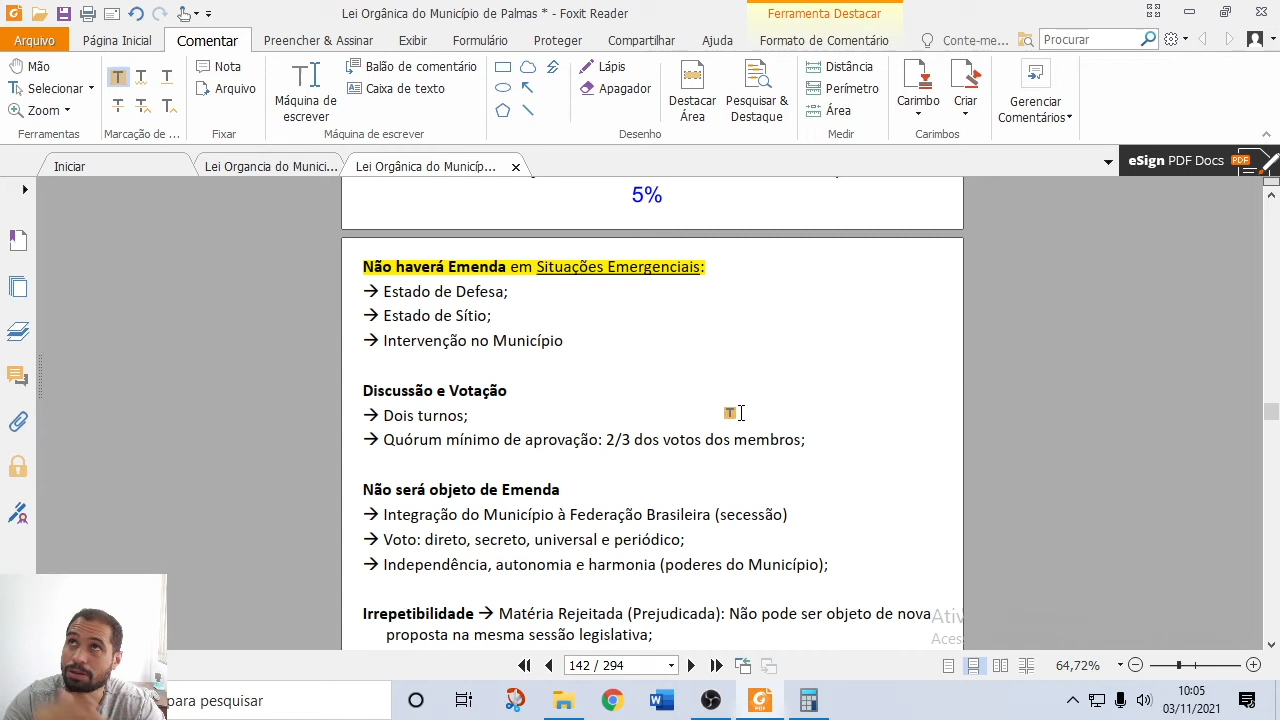 Lei Orgânica do Município de Palmas * - Foxit Reader
Ferramenta Destacar
Arquivo Página Inicial Comentar Preencher & Assinar Exibir Formulário Proteger Compartilhar Ajuda Formato de Comentário Conte-me... Procurar
Mão
Selecionar
Zoom
Ferramentas
Marcação de ...
Nota
Arquivo
Fixar
Máquina de
escrever
Balão de comentário
Caixa de texto
Máquina de escrever
Lápis
Apagador
Destacar
Área
Pesquisar &
Destaque
Desenho
Distância
Perímetro
Área
Medir
Carimbo
Criar
Carimbos
Gerenciar
Comentários
Iniciar Lei Organcia do Munici... Lei Orgânica do Municíp... eSign PDF Docs PDF
5%
Não haverá Emenda em Situações Emergenciais:
→ Estado de Defesa;
→ Estado de Sítio;
→ Intervenção no Município
Discussão e Votação
→ Dois turnos;
→ Quórum mínimo de aprovação: 2/3 dos votos dos membros;
Não será objeto de Emenda
→ Integração do Município à Federação Brasileira (secessão)
→ Voto: direto, secreto, universal e periódico;
→ Independência, autonomia e harmonia (poderes do Município);
Irrepetibilidade → Matéria Rejeitada (Prejudicada): Não pode ser objeto de nova
proposta na mesma sessão legislativa;
Ativ
Aces
142 / 294
64,72%
para pesquisar
10:05
03/11/2021